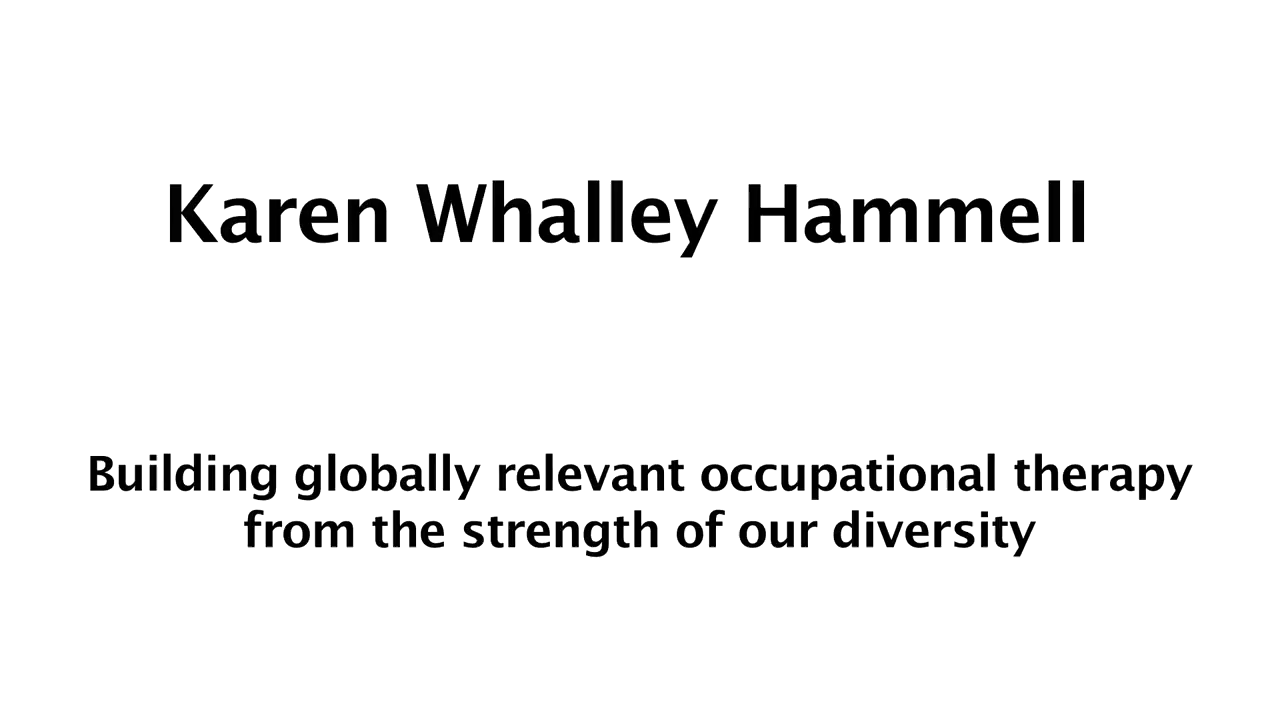 Karen Whalley Hammell
Building globally relevant occupational therapy
from the strength of our diversity